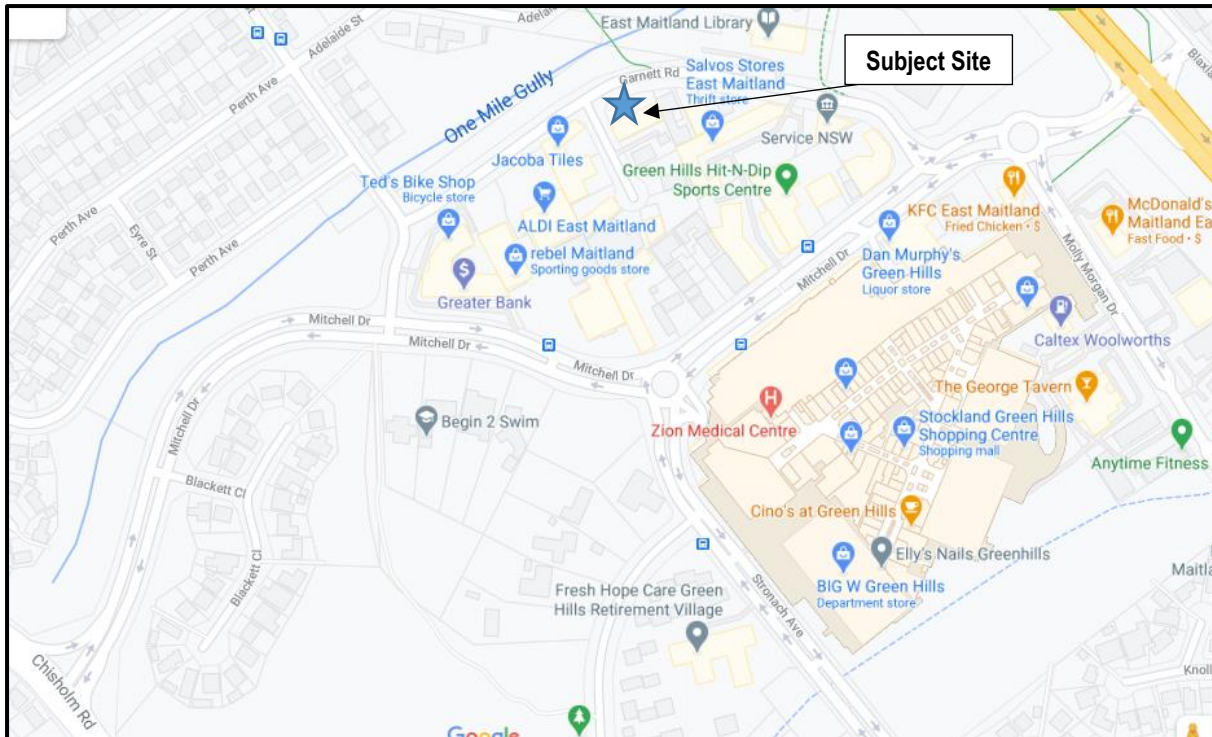 Adelaide St
East Maitland Library
Subject Site
Blaxl
Adelaide St
Perth Ave
One Mile Gully
Garnett Rd
Salvos Stores
East Maitland
Thrift store
Service NSW
Jacoba Tiles
Green Hills Hit-N-Dip
Sports Centre
Ted's Bike Shop
Bicycle store
ALDI East Maitland
KFC East Maitland
Fried Chicken • $
McDonald's
Maitland Ea
Fast Food • $
Perth Ave
Eyre St
Perth Ave
rebel Maitland
Sporting goods store
Greater Bank
Mitchell Dr
Dan Murphy's
Green Hills
Liquor store
Molly Morgan Dr
Mitchell Dr
Mitchell Dr
Mitchell Dr
Caltex Woolworths
The George Tavern
Mitchell Dr
Begin 2 Swim
Zion Medical Centre
Stockland Green Hills
Shopping Centre
Shopping mall
Anytime Fitness
Blackett Cl
Cino's at Green Hills
Elly's Nails Greenhills
Blackett Cl
Fresh Hope Care Green
Hills Retirement Village
Stronach Ave
BIG W Green Hills
Department store
Maitla
Chisholm Rd
Knoll
Google